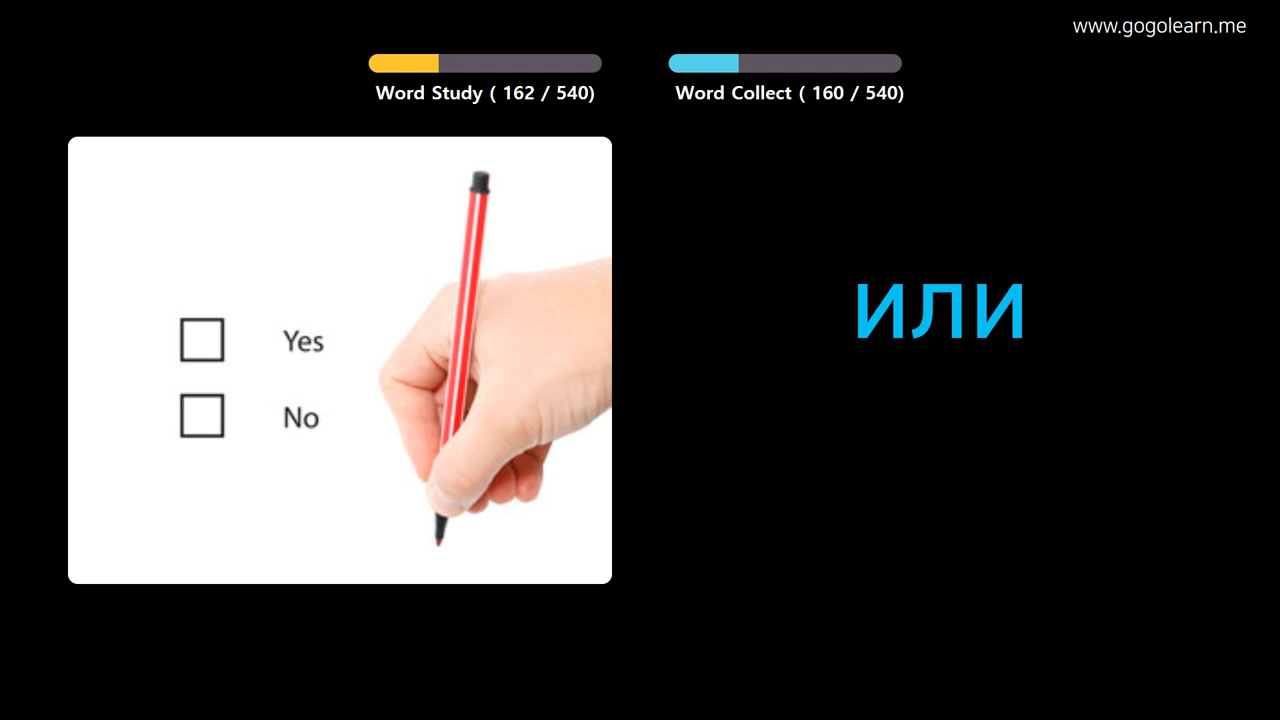 www.gogolearn.me
Word Study ( 162 / 540)
Word Collect ( 160 / 540)
Yes
No
или